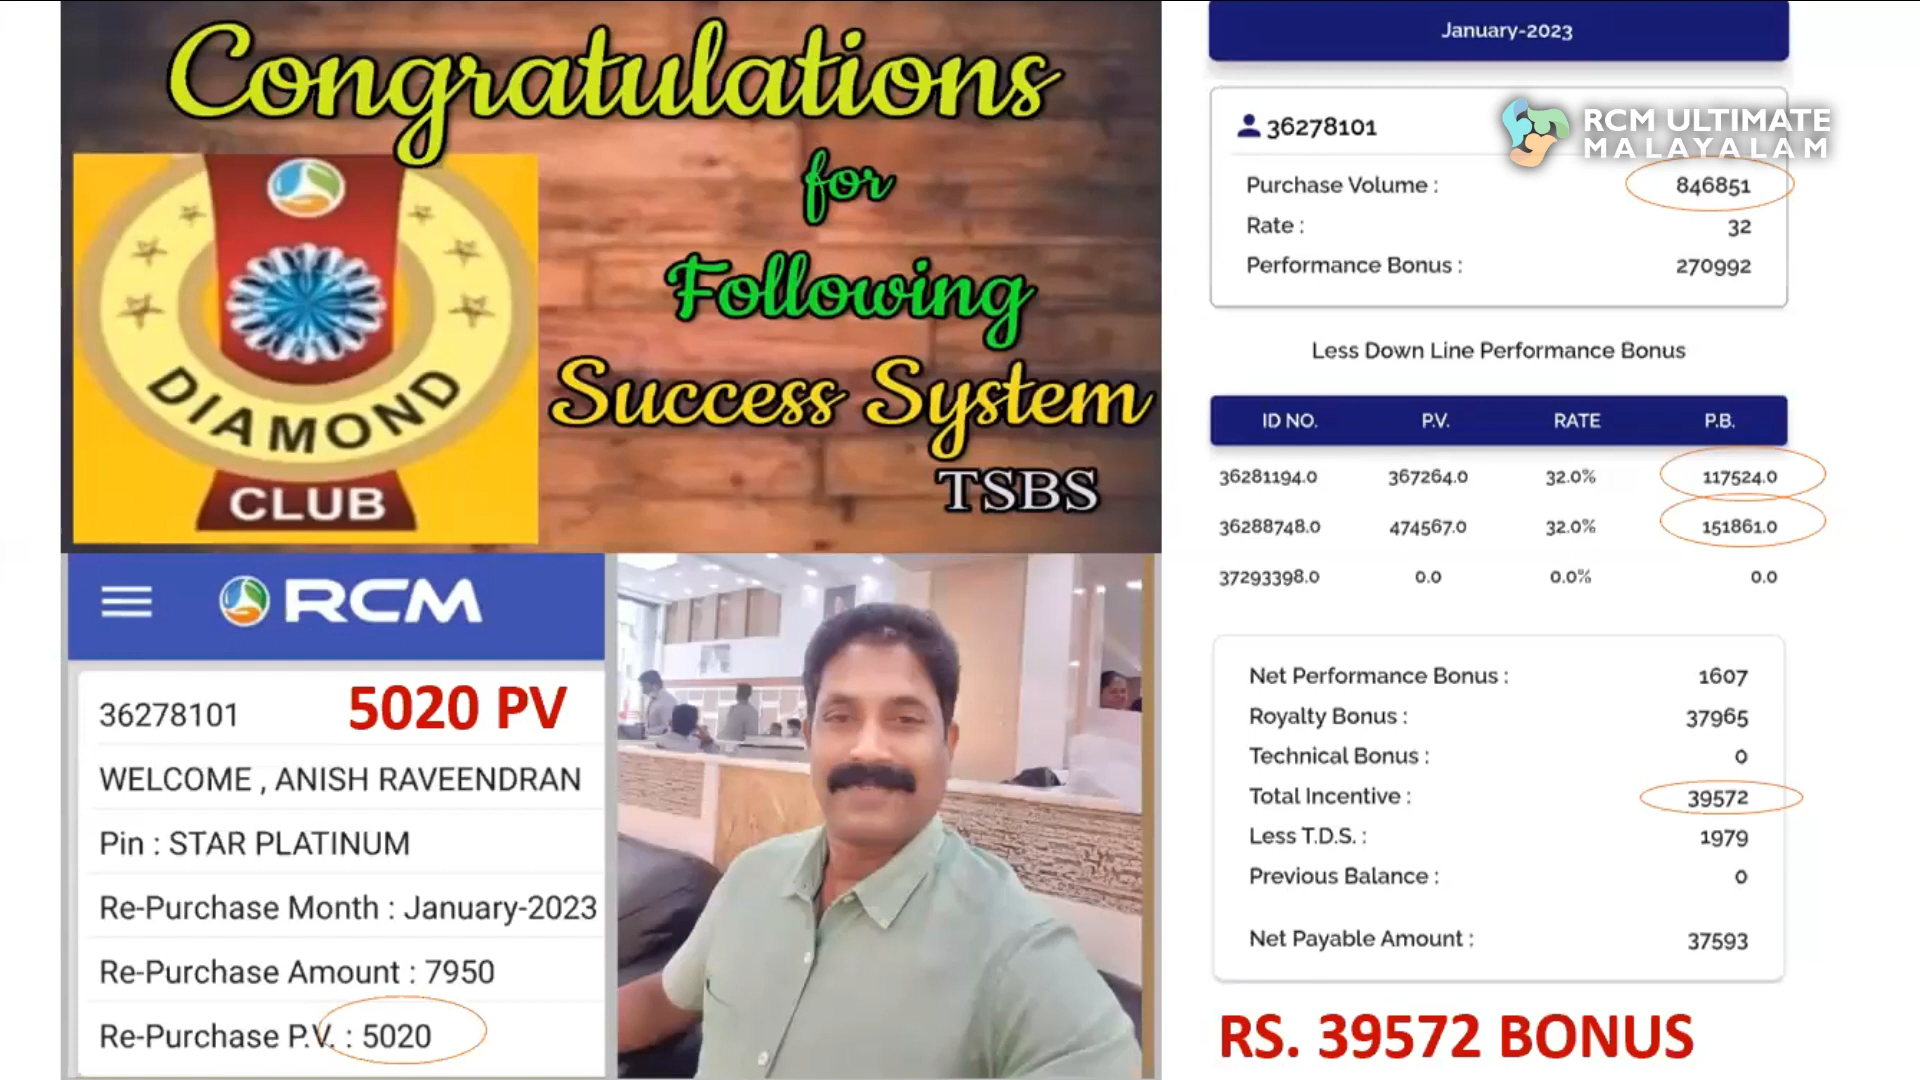 Congratulations
for
Following
Success System
TSBS
DIAMOND
CLUB
RCM
36278101 5020 PV
WELCOME , ANISH RAVEENDRAN
Pin : STAR PLATINUM
Re-Purchase Month : January-2023
Re-Purchase Amount : 7950
Re-Purchase P.V. : 5020
January-2023
RCM ULTIMATE
MALAYALAM
36278101
Purchase Volume : 846851
Rate : 32
Performance Bonus : 270992
Less Down Line Performance Bonus
ID NO. P.V. RATE P.B.
36281194.0 367264.0 32.0% 117524.0
36288748.0 474567.0 32.0% 151861.0
37293398.0 0.0 0.0% 0.0
Net Performance Bonus : 1607
Royalty Bonus : 37965
Technical Bonus : 0
Total Incentive : 39572
Less T.D.S. : 1979
Previous Balance : 0
Net Payable Amount : 37593
RS. 39572 BONUS